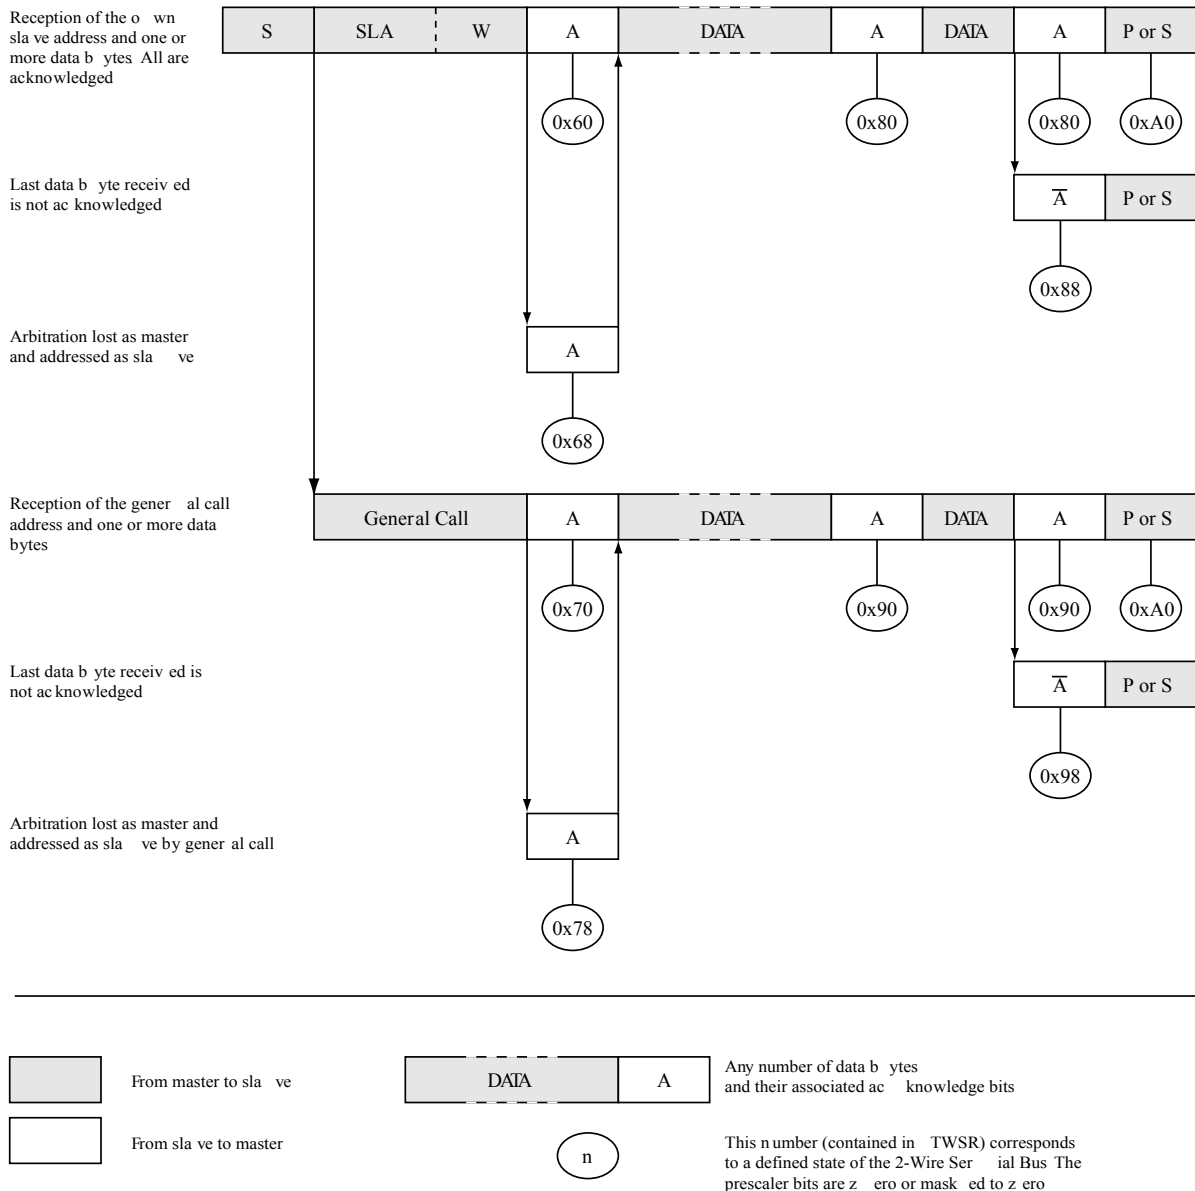 Reception of the o wn
sla ve address and one or
more data b ytes. All are
acknowledged
S SLA W A DATA A DATA A P or S
0x60 0x80 0x80 0xA0
Last data b yte receiv ed
is not ac knowledged
A P or S
0x88
Arbitration lost as master
and addressed as sla ve
A
0x68
Reception of the gener al call
address and one or more data
bytes
General Call A DATA A DATA A P or S
0x70 0x90 0x90 0xA0
Last data b yte receiv ed is
not ac knowledged
A P or S
0x98
Arbitration lost as master and
addressed as sla ve by gener al call
A
0x78
From master to sla ve
DATA A
Any number of data b ytes
and their associated ac knowledge bits
From sla ve to master
n
This n umber (contained in TWSR) corresponds
to a defined state of the 2-Wire Ser ial Bus The
prescaler bits are z ero or mask ed to z ero